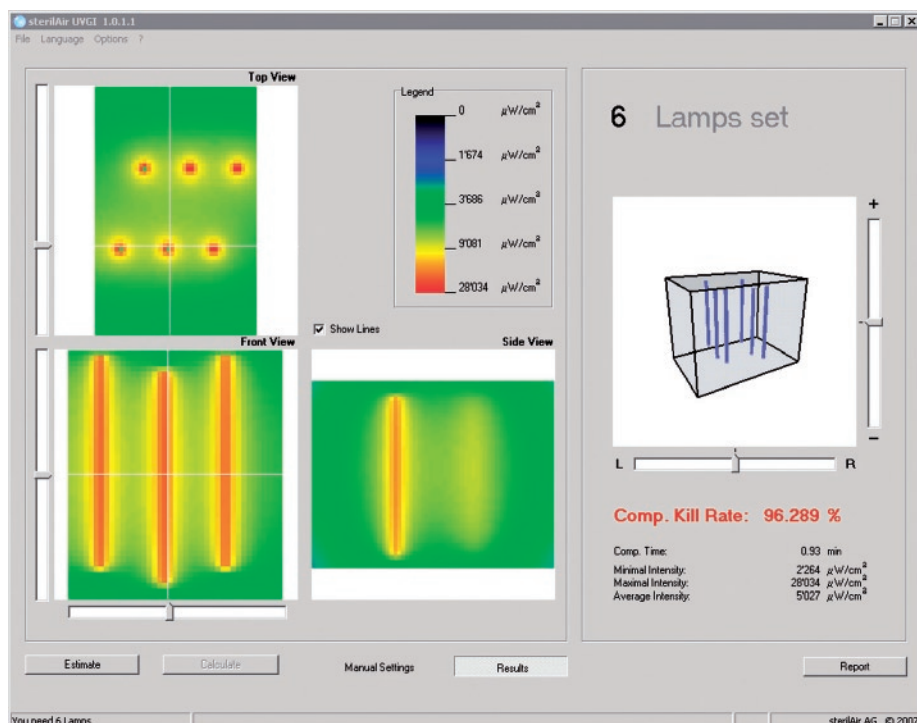 sterilAir UVGI 1.0.1.1
File Language Options ?
Top View
Legend
0 µW/cm²
1'674 µW/cm²
3'686 µW/cm²
9'081 µW/cm²
28'034 µW/cm²
Show Lines
Front View
Side View
6 Lamps set
+
−
L R
Comp. Kill Rate: 96.289 %
Comp. Time: 0.93 min
Minimal Intensity: 2'264 µW/cm²
Maximal Intensity: 28'034 µW/cm²
Average Intensity: 5'027 µW/cm²
Estimate Calculate Manual Settings Results Report
You need 6 Lamps sterilAir AG © 2002